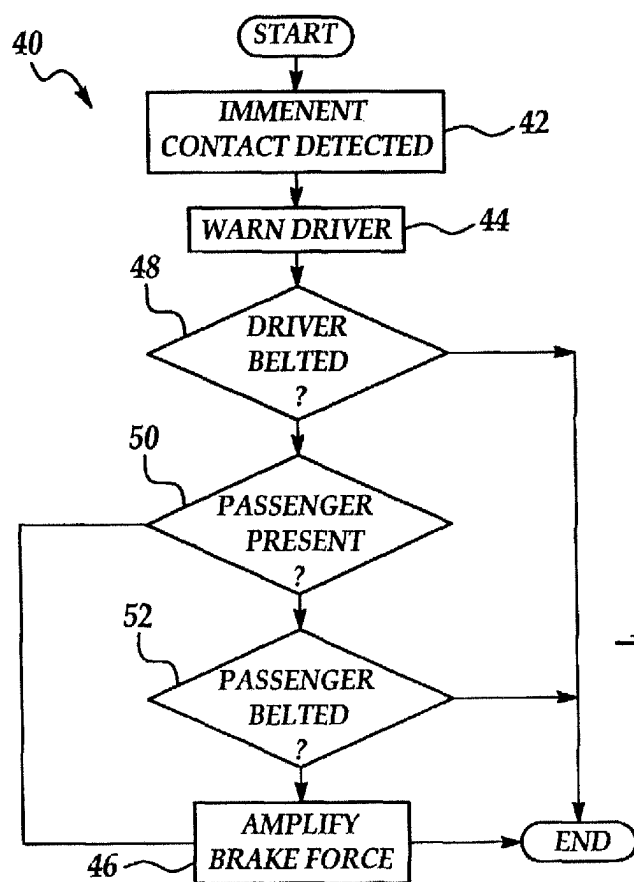 START
40
IMMENENT
CONTACT DETECTED
42
WARN DRIVER
44
48
DRIVER
BELTED
?
50
PASSENGER
PRESENT
?
52
PASSENGER
BELTED
?
AMPLIFY
BRAKE FORCE
46
END